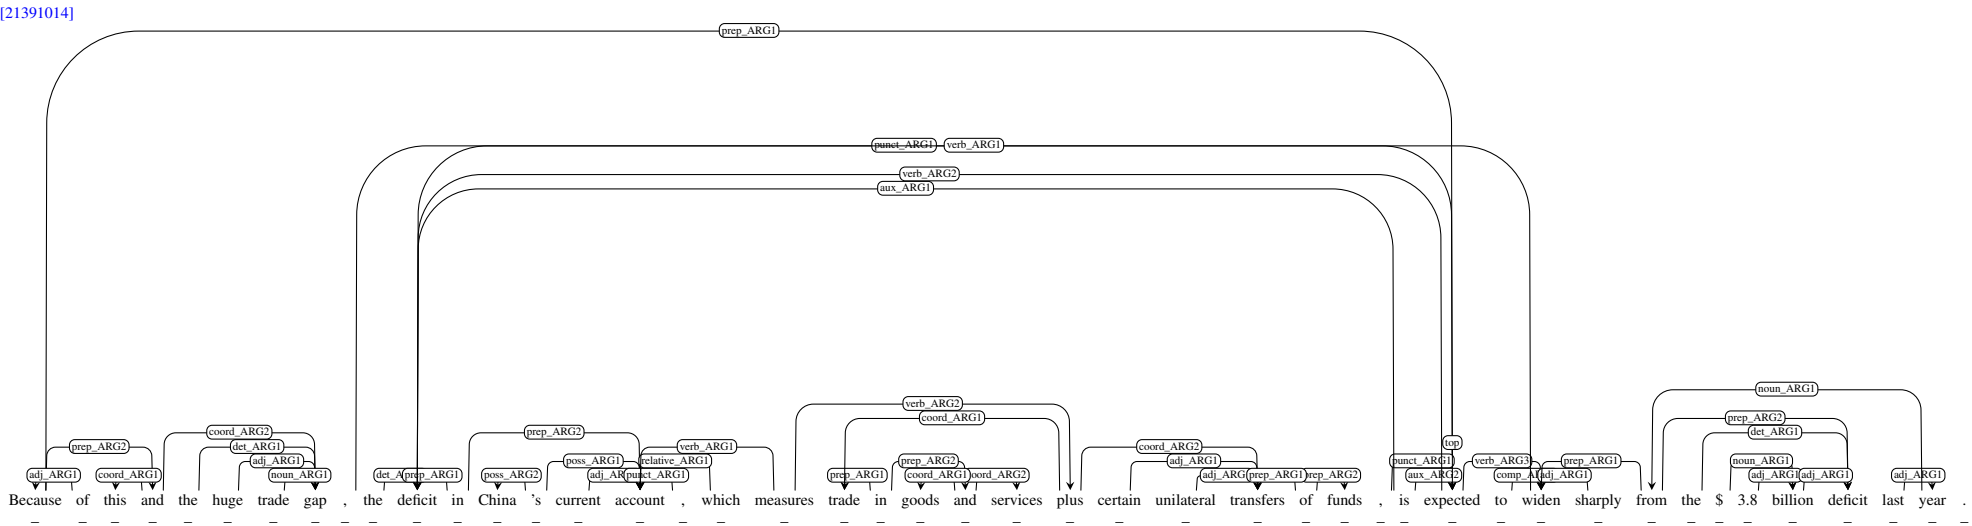 [21391014]
prep_ARG1
punct_ARG1 verb_ARG1
verb_ARG2
aux_ARG1
noun_ARG1
verb_ARG2
coord_ARG1 prep_ARG2
coord_ARG2 det_ARG1
prep_ARG2 det_ARG1 prep_ARG2 verb_ARG1 coord_ARG2 top
adj_ARG1 poss_ARG1 relative_ARG1 prep_ARG2 adj_ARG1 punct_ARG1 verb_ARG3 prep_ARG1 noun_ARG1
adj_ARG1 coord_ARG1 noun_ARG1 prep_ARG1 poss_ARG2 punct_ARG1 prep_ARG1 coord_ARG1 prep_ARG1 aux_ARG2 adj_ARG1 adj_ARG1 adj_ARG1
Because of this and the huge trade gap , the deficit in China 's current account , which measures trade in goods and services plus certain unilateral transfers of funds , is expected to widen sharply from the $ 3.8 billion deficit last year .